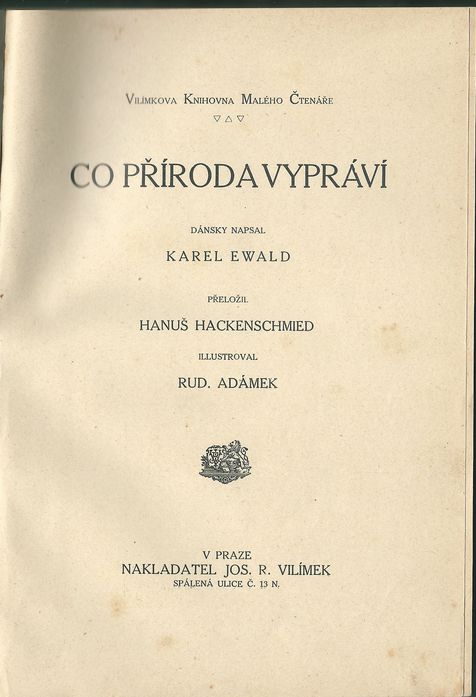 Vilímkova Knihovna Malého Čtenáře
CO PŘÍRODA VYPRÁVÍ
DÁNSKY NAPSAL
KAREL EWALD
PŘELOŽIL
HANUŠ HACKENSCHMIED
ILLUSTROVAL
RUD. ADÁMEK
V PRAZE
NAKLADATEL JOS. R. VILÍMEK
SPÁLENÁ ULICE Č. 13 N.